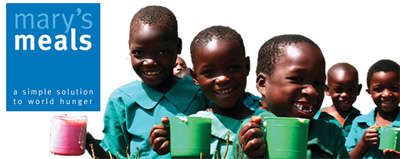 mary's
meals
a simple solution
to world hunger